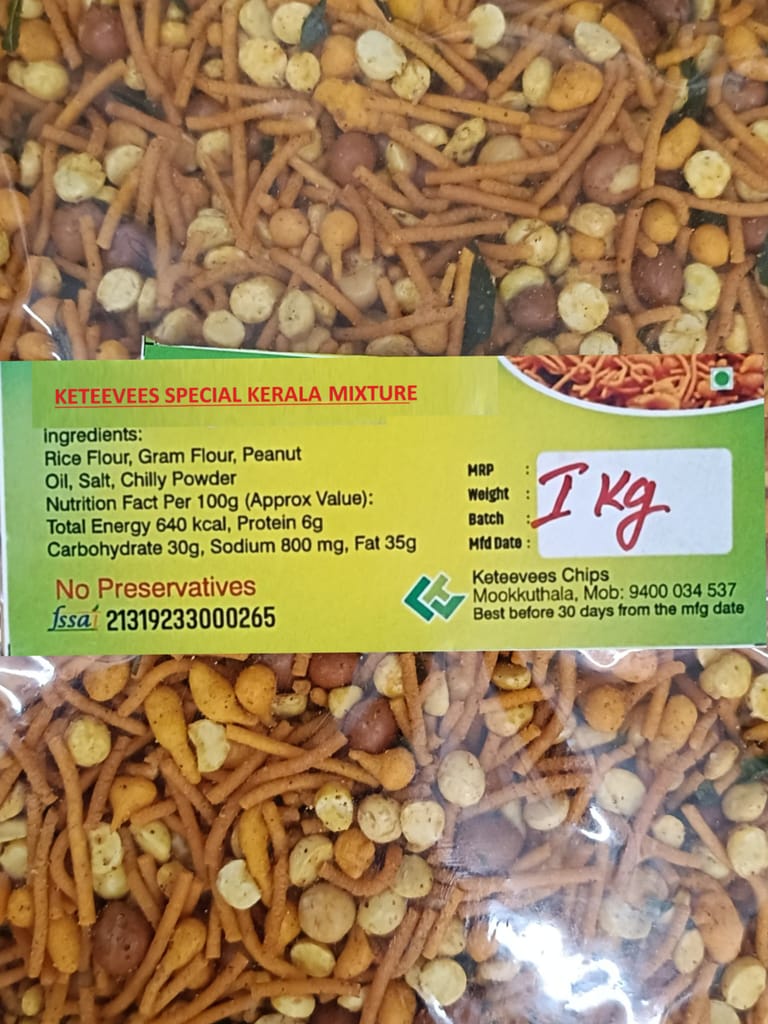 KETEEVEES SPECIAL KERALA MIXTURE
ingredients:
Rice Flour, Gram Flour, Peanut
Oil, Salt, Chilly Powder
Nutrition Fact Per 100g (Approx Value):
Total Energy 640 kcal, Protein 6g
Carbohydrate 30g, Sodium 800 mg, Fat 35g
No Preservatives
fssai 21319233000265
MRP :
Weight :
Batch :
Mfd Date :
1 Kg
Keteevees Chips
Mookkuthala, Mob: 9400 034 537
Best before 30 days from the mfg date